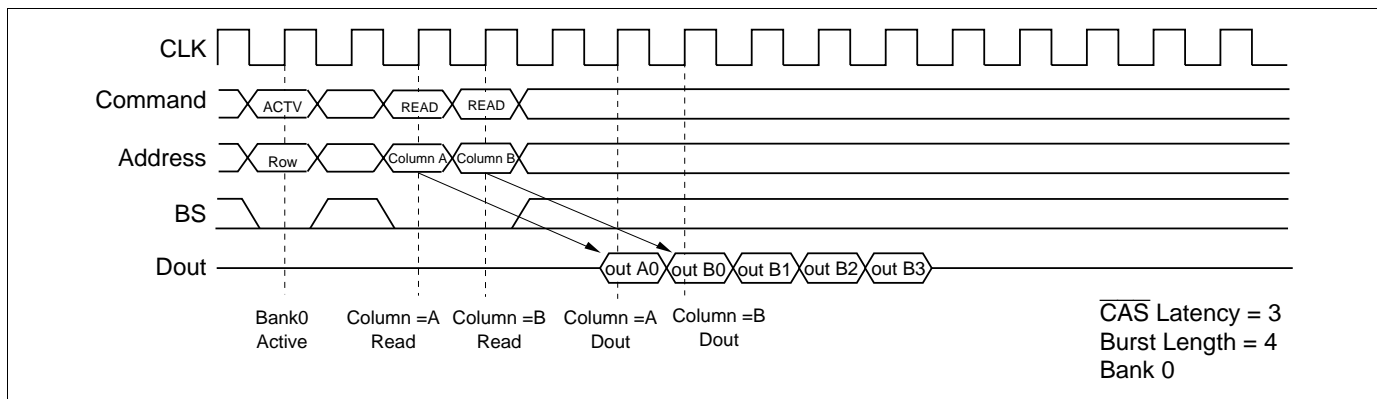 CLK
Command
ACTV
READ
READ
Address
Row
Column A
Column B
BS
Dout
out A0
out B0
out B1
out B2
out B3
Bank0
Active
Column =A
Read
Column =B
Read
Column =A
Dout
Column =B
Dout
CAS Latency = 3
Burst Length = 4
Bank 0